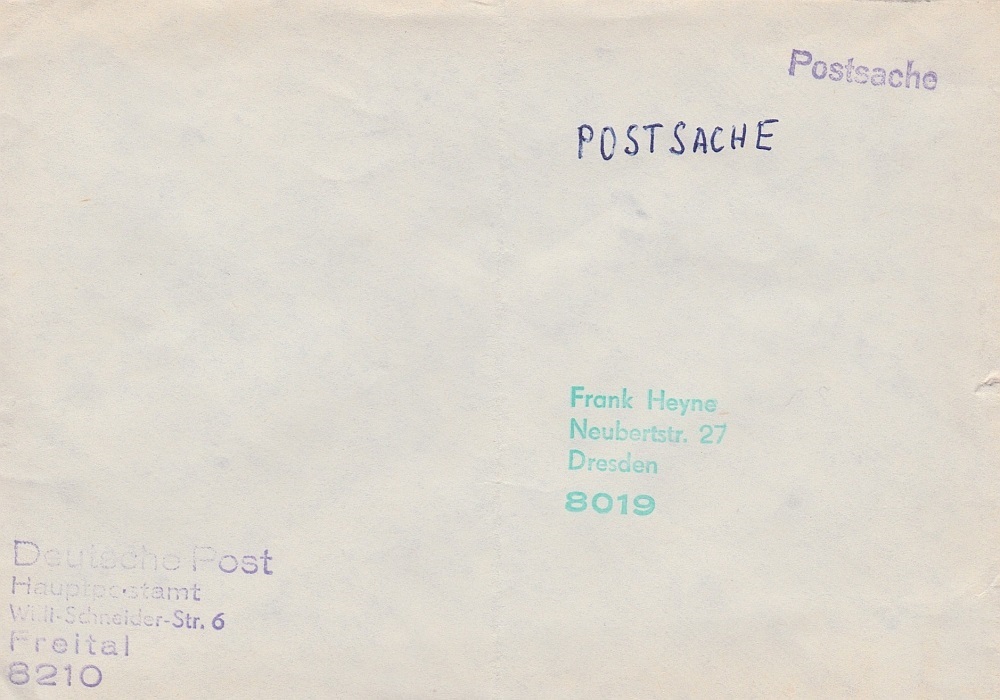 Postsache
POSTSACHE
Frank Heyne
Neubertstr. 27
Dresden
8019
Deutsche Post
Hauptpostamt
Willi-Schneider-Str. 6
Freital
8210